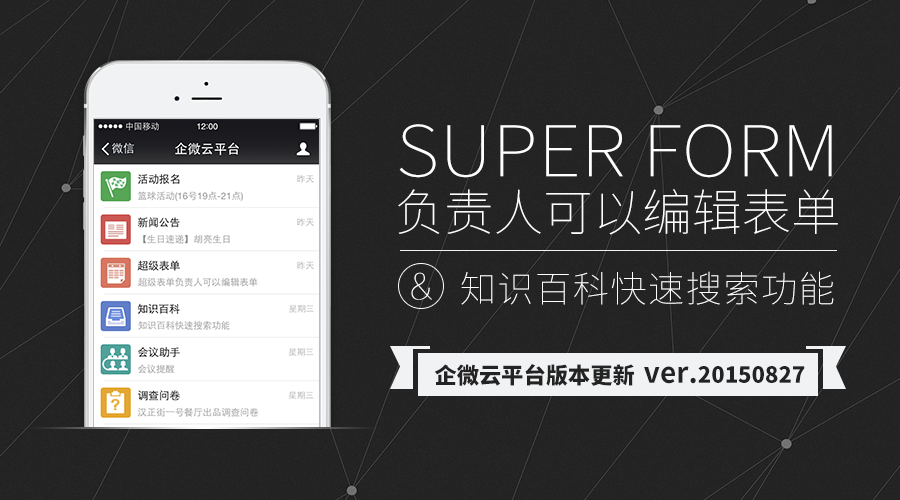 中国移动 12:00
微信 企微云平台
活动报名 昨天
篮球活动(16号19点-21点)
新闻公告 昨天
【生日速递】胡亮生日
超级表单 昨天
超级表单负责人可以编辑表单
知识百科 星期三
知识百科快速搜索功能
会议助手 星期三
会议提醒
调查问卷 星期三
汉正街一号餐厅出品调查问卷
SUPER FORM
负责人可以编辑表单
& 知识百科快速搜索功能
企微云平台版本更新 ver.20150827